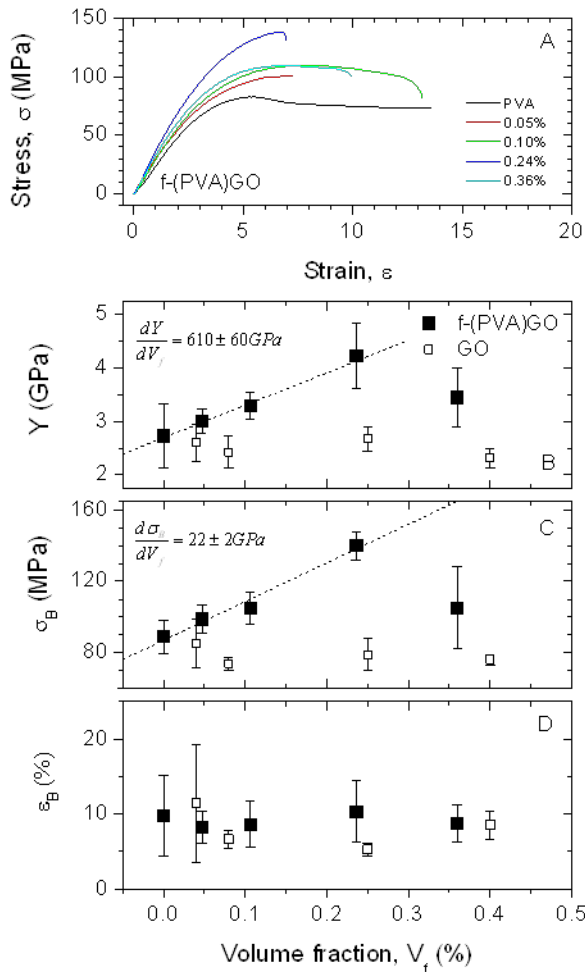 A
Stress, σ (MPa)
150
100
50
0
PVA
0.05%
0.10%
0.24%
0.36%
f-(PVA)GO
0 5 10 15 20
Strain, ε
B
Y (GPa)
5
4
3
2
dY/dV_f = 610±60GPa
f-(PVA)GO
GO
C
σ_B (MPa)
160
120
80
dσ_B/dV_f = 22±2GPa
D
ε_B (%)
20
10
0
0.0 0.1 0.2 0.3 0.4 0.5
Volume fraction, V_f (%)